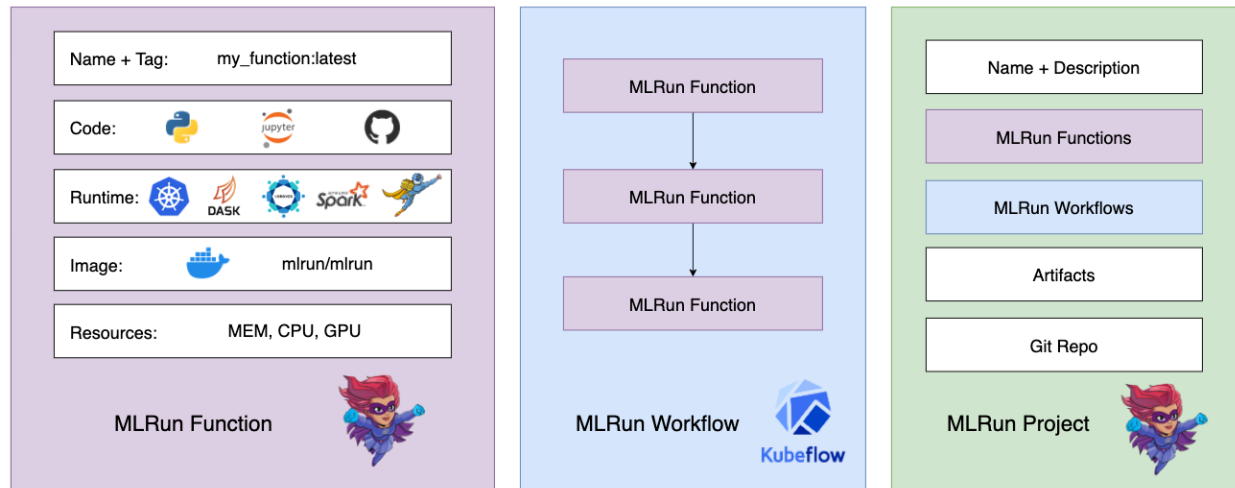 Name + Tag: my_function:latest
Code: jupyter
Runtime: DASK Spark
Image: mlrun/mlrun
Resources: MEM, CPU, GPU
MLRun Function
MLRun Function
MLRun Function
MLRun Function
MLRun Workflow
Kubeflow
Name + Description
MLRun Functions
MLRun Workflows
Artifacts
Git Repo
MLRun Project